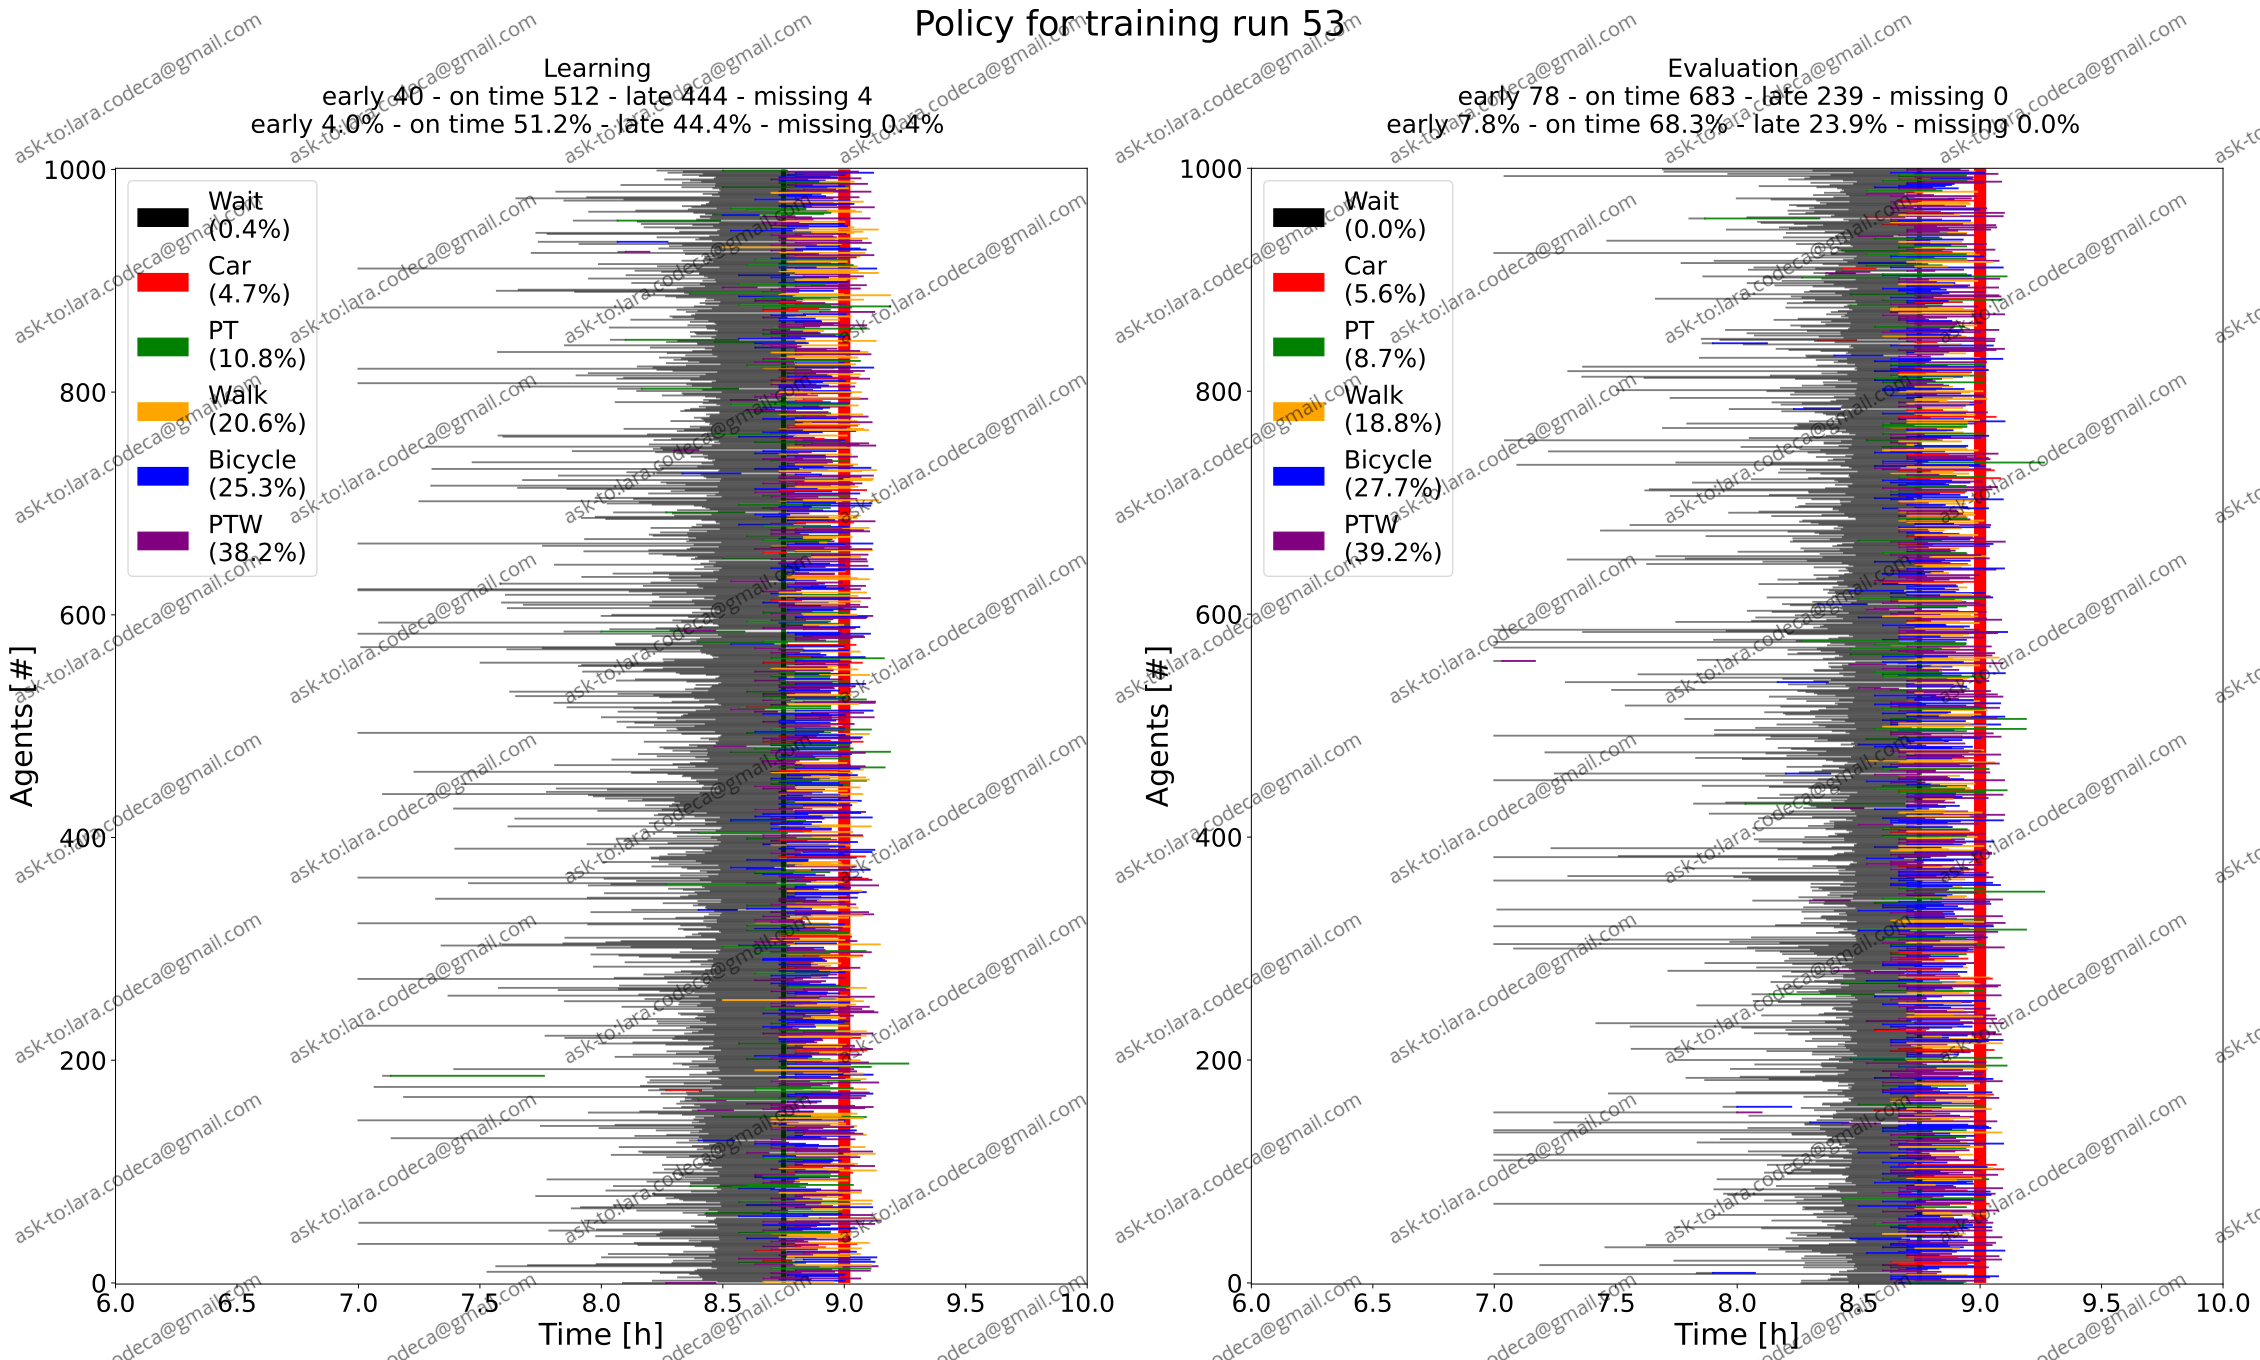 Policy for training run 53
Learning
early 40 - on time 512 - late 444 - missing 4
early 4.0% - on time 51.2% - late 44.4% - missing 0.4%
Wait
(0.4%)
Car
(4.7%)
PT
(10.8%)
Walk
(20.6%)
Bicycle
(25.3%)
PTW
(38.2%)
1000
800
600
400
200
0
Agents [#]
6.0 6.5 7.0 7.5 8.0 8.5 9.0 9.5 10.0
Time [h]
Evaluation
early 78 - on time 683 - late 239 - missing 0
early 7.8% - on time 68.3% - late 23.9% - missing 0.0%
Wait
(0.0%)
Car
(5.6%)
PT
(8.7%)
Walk
(18.8%)
Bicycle
(27.7%)
PTW
(39.2%)
1000
800
600
400
200
0
Agents [#]
6.0 6.5 7.0 7.5 8.0 8.5 9.0 9.5 10.0
Time [h]
ask-to:lara.codeca@gmail.com